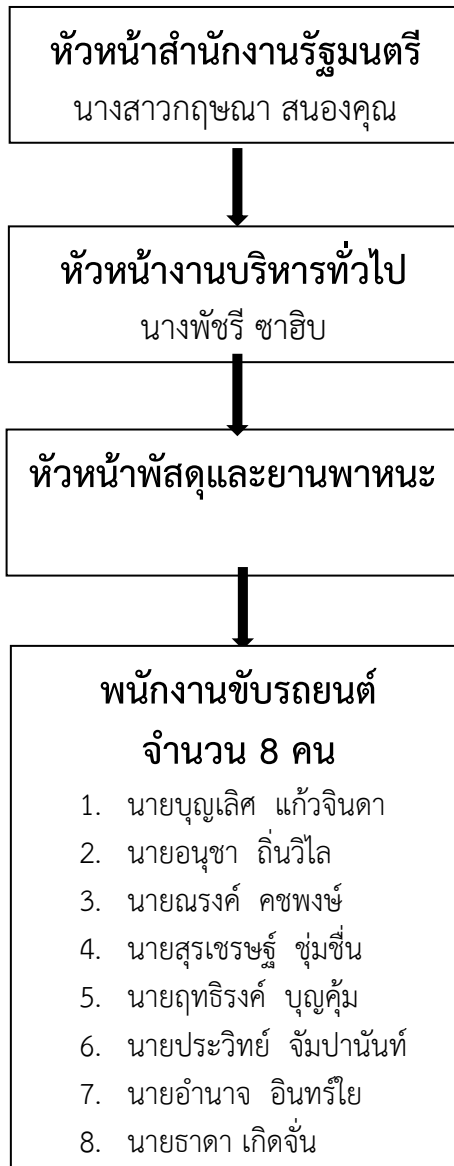 หัวหน้าสำนักงานรัฐมนตรี
นางสาวกฤษณา สนองคุณ
หัวหน้างานบริหารทั่วไป
นางพัชรี ซาฮิบ
หัวหน้าพัสดุและยานพาหนะ
พนักงานขับรถยนต์
จำนวน 8 คน
1. นายบุญเลิศ แก้วจินดา
2. นายอนุชา ถิ่นวิไล
3. นายณรงค์ คชพงษ์
4. นายสุรเชรษฐ์ ชุ่มชื่น
5. นายฤทธิรงค์ บุญคุ้ม
6. นายประวิทย์ จัมปานันท์
7. นายอำนาจ อินทร์ใย
8. นายธาดา เกิดจั่น